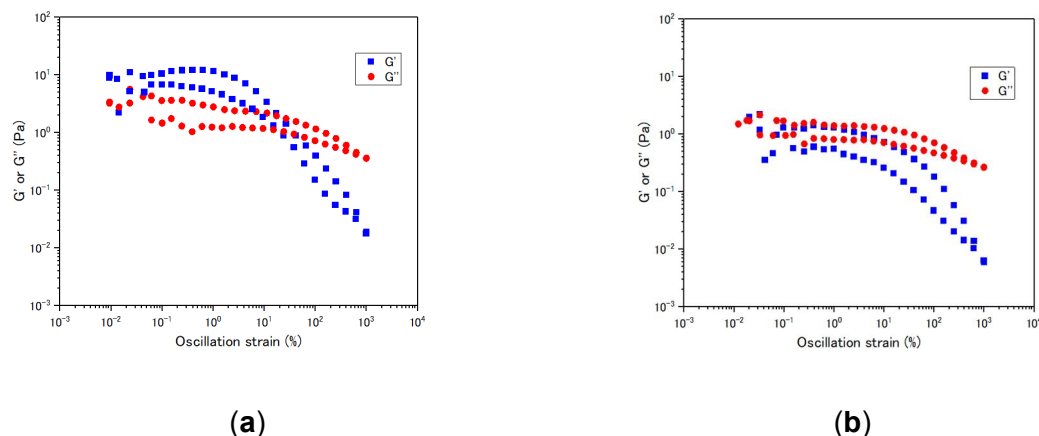 10²
10¹
10⁰
10⁻¹
10⁻²
10⁻³
G' or G'' (Pa)
G'
G''
10⁻³ 10⁻² 10⁻¹ 10⁰ 10¹ 10² 10³ 10⁴
Oscillation strain (%)
(a)
10²
10¹
10⁰
10⁻¹
10⁻²
10⁻³
G' or G'' (Pa)
G'
G''
10⁻³ 10⁻² 10⁻¹ 10⁰ 10¹ 10² 10³ 10⁴
Oscillation strain (%)
(b)